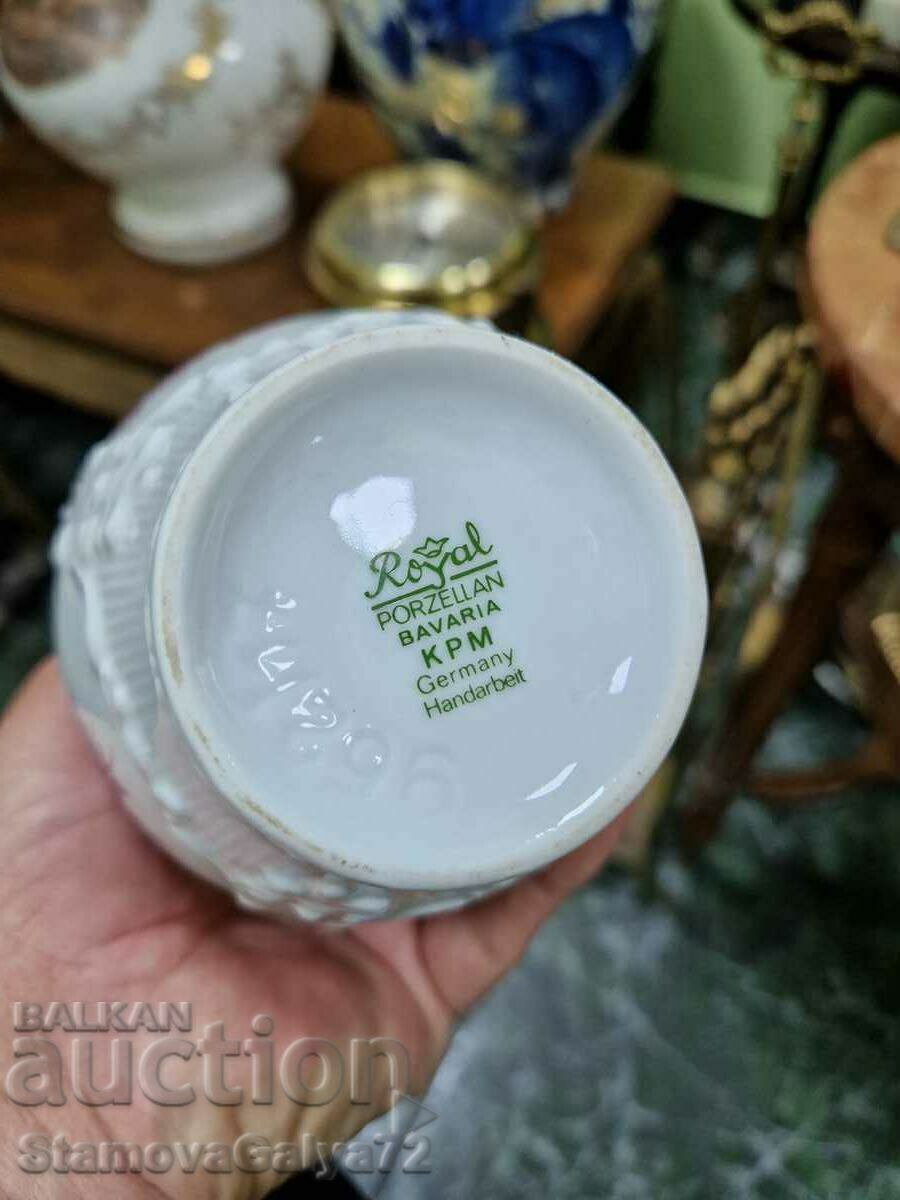 Royal
PORZELLAN
BAVARIA
KPM
Germany
Handarbeit
BALKAN
auction
StamovaGalya72